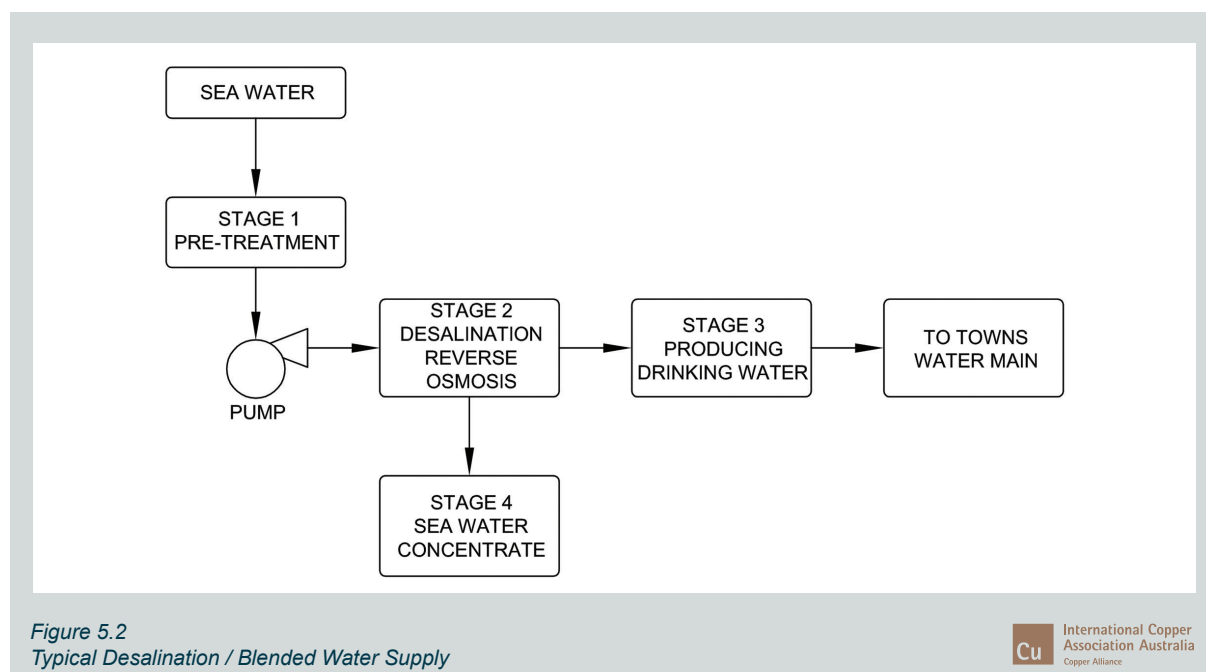 SEA WATER
STAGE 1
PRE-TREATMENT
PUMP
STAGE 2
DESALINATION
REVERSE
OSMOSIS
STAGE 3
PRODUCING
DRINKING WATER
TO TOWNS
WATER MAIN
STAGE 4
SEA WATER
CONCENTRATE
Figure 5.2
Typical Desalination / Blended Water Supply
Cu
International Copper
Association Australia
Copper Alliance